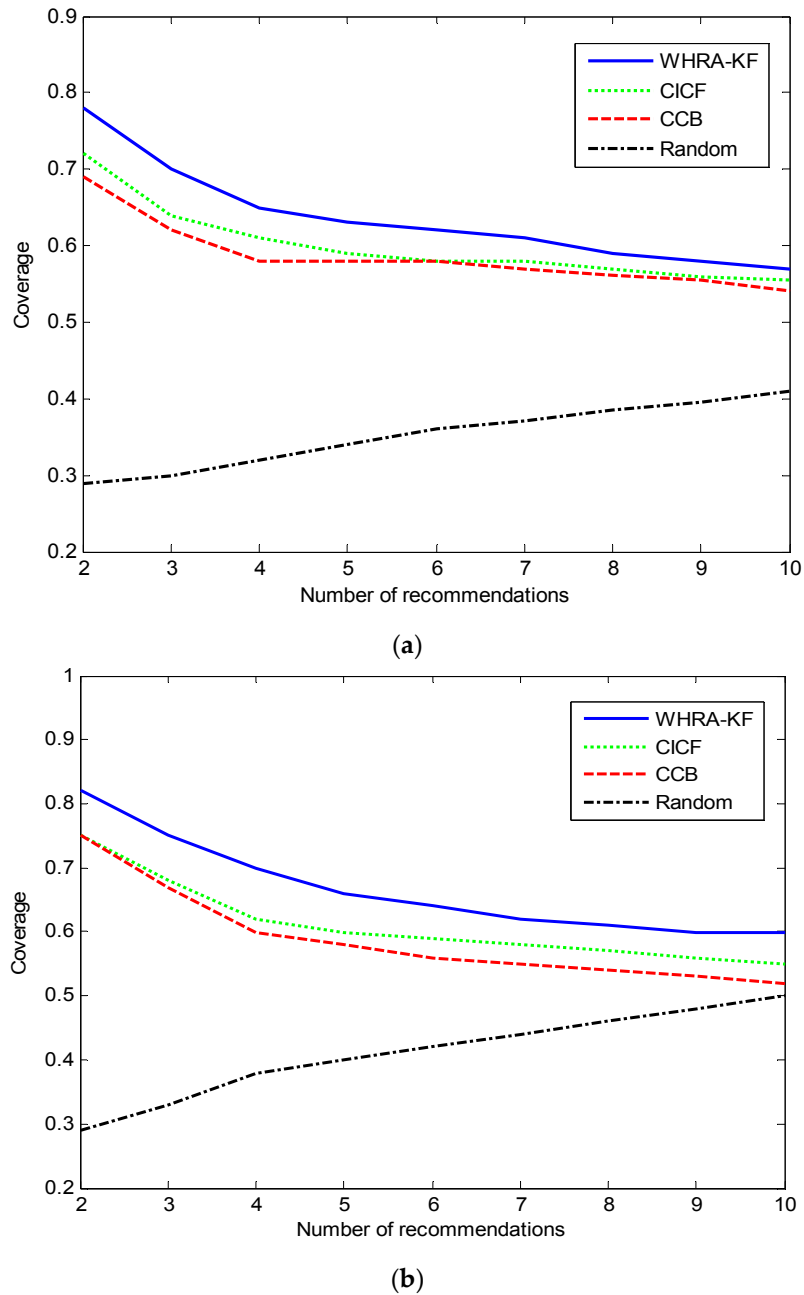 0.9
0.8
0.7
0.6
0.5
0.4
0.3
0.2
Coverage
WHRA-KF
CICF
CCB
Random
2 3 4 5 6 7 8 9 10
Number of recommendations
(a)
1
0.9
0.8
0.7
0.6
0.5
0.4
0.3
0.2
Coverage
WHRA-KF
CICF
CCB
Random
2 3 4 5 6 7 8 9 10
Number of recommendations
(b)